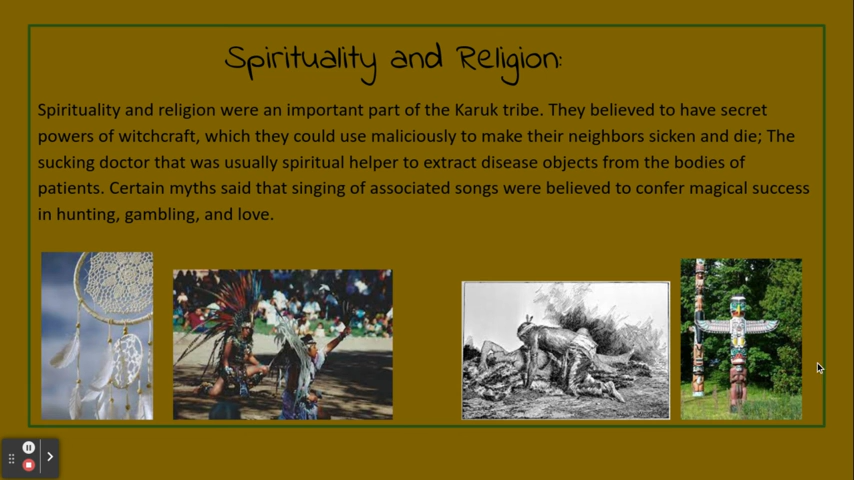 Spirituality and Religion:
Spirituality and religion were an important part of the Karuk tribe. They believed to have secret
powers of witchcraft, which they could use maliciously to make their neighbors sicken and die; The
sucking doctor that was usually spiritual helper to extract disease objects from the bodies of
patients. Certain myths said that singing of associated songs were believed to confer magical success
in hunting, gambling, and love.